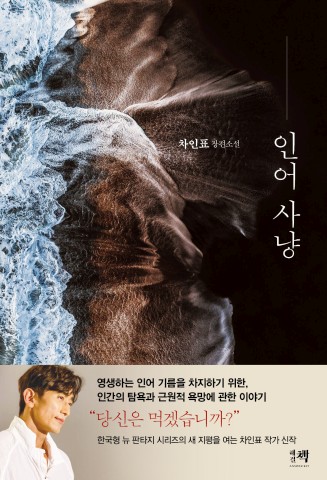 차인표 장편소설
인어 사냥
영생하는 인어 기름을 차지하기 위한,
인간의 탐욕과 근원적 욕망에 관한 이야기
“당신은 먹겠습니까?”
한국형 뉴 판타지 시리즈의 새 지평을 여는 차인표 작가 신작
해결책